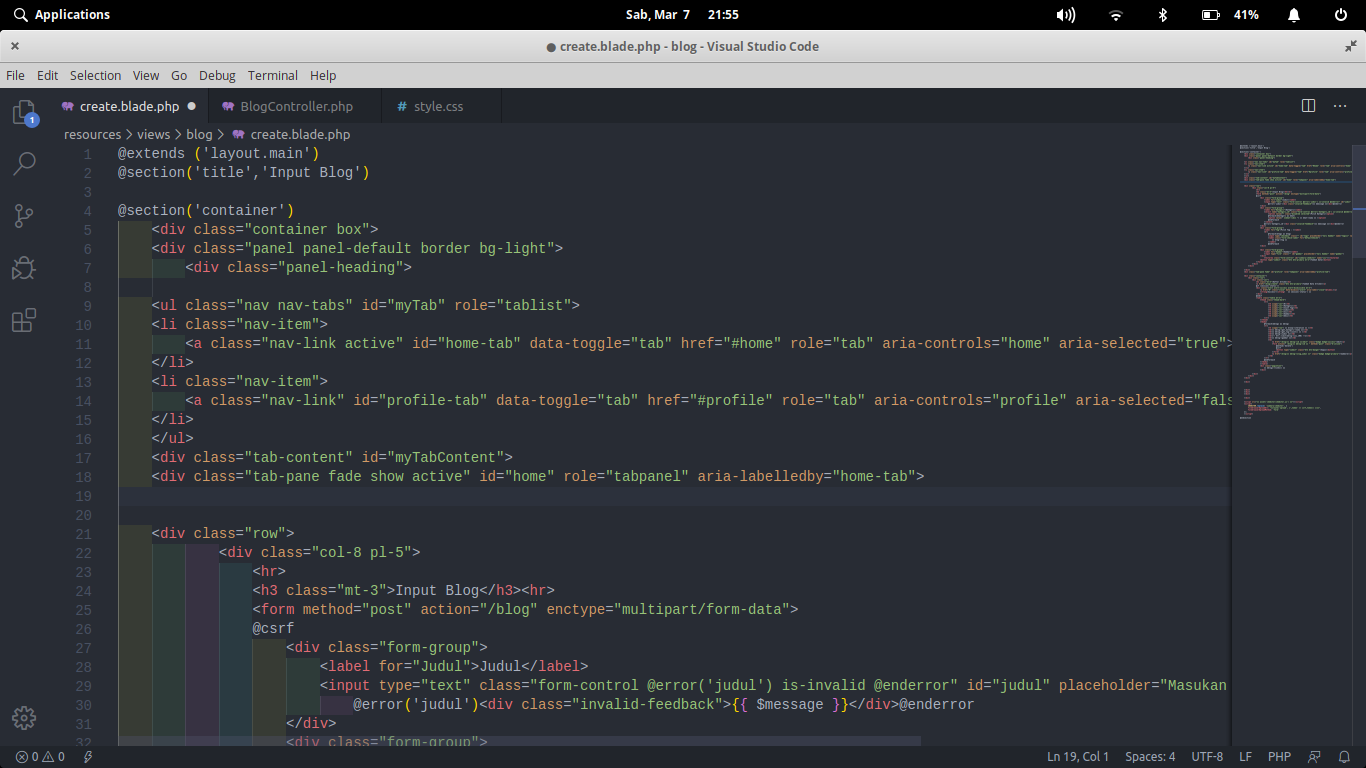 Applications Sab, Mar 7 21:55 41%
create.blade.php - blog - Visual Studio Code
File Edit Selection View Go Debug Terminal Help
create.blade.php BlogController.php # style.css
1
resources > views > blog > create.blade.php
1 @extends ('layout.main')
2 @section('title','Input Blog')
3
4 @section('container')
5 <div class="container box">
6 <div class="panel panel-default border bg-light">
7 <div class="panel-heading">
8
9 <ul class="nav nav-tabs" id="myTab" role="tablist">
10 <li class="nav-item">
11 <a class="nav-link active" id="home-tab" data-toggle="tab" href="#home" role="tab" aria-controls="home" aria-selected="true">
12 </li>
13 <li class="nav-item">
14 <a class="nav-link" id="profile-tab" data-toggle="tab" href="#profile" role="tab" aria-controls="profile" aria-selected="fals
15 </li>
16 </ul>
17 <div class="tab-content" id="myTabContent">
18 <div class="tab-pane fade show active" id="home" role="tabpanel" aria-labelledby="home-tab">
19
20
21 <div class="row">
22 <div class="col-8 pl-5">
23 <hr>
24 <h3 class="mt-3">Input Blog</h3><hr>
25 <form method="post" action="/blog" enctype="multipart/form-data">
26 @csrf
27 <div class="form-group">
28 <label for="Judul">Judul</label>
29 <input type="text" class="form-control @error('judul') is-invalid @enderror" id="judul" placeholder="Masukan
30 @error('judul')<div class="invalid-feedback">{{ $message }}</div>@enderror
31 </div>
32 <div class="form-group">
0 0 Ln 19, Col 1 Spaces: 4 UTF-8 LF PHP